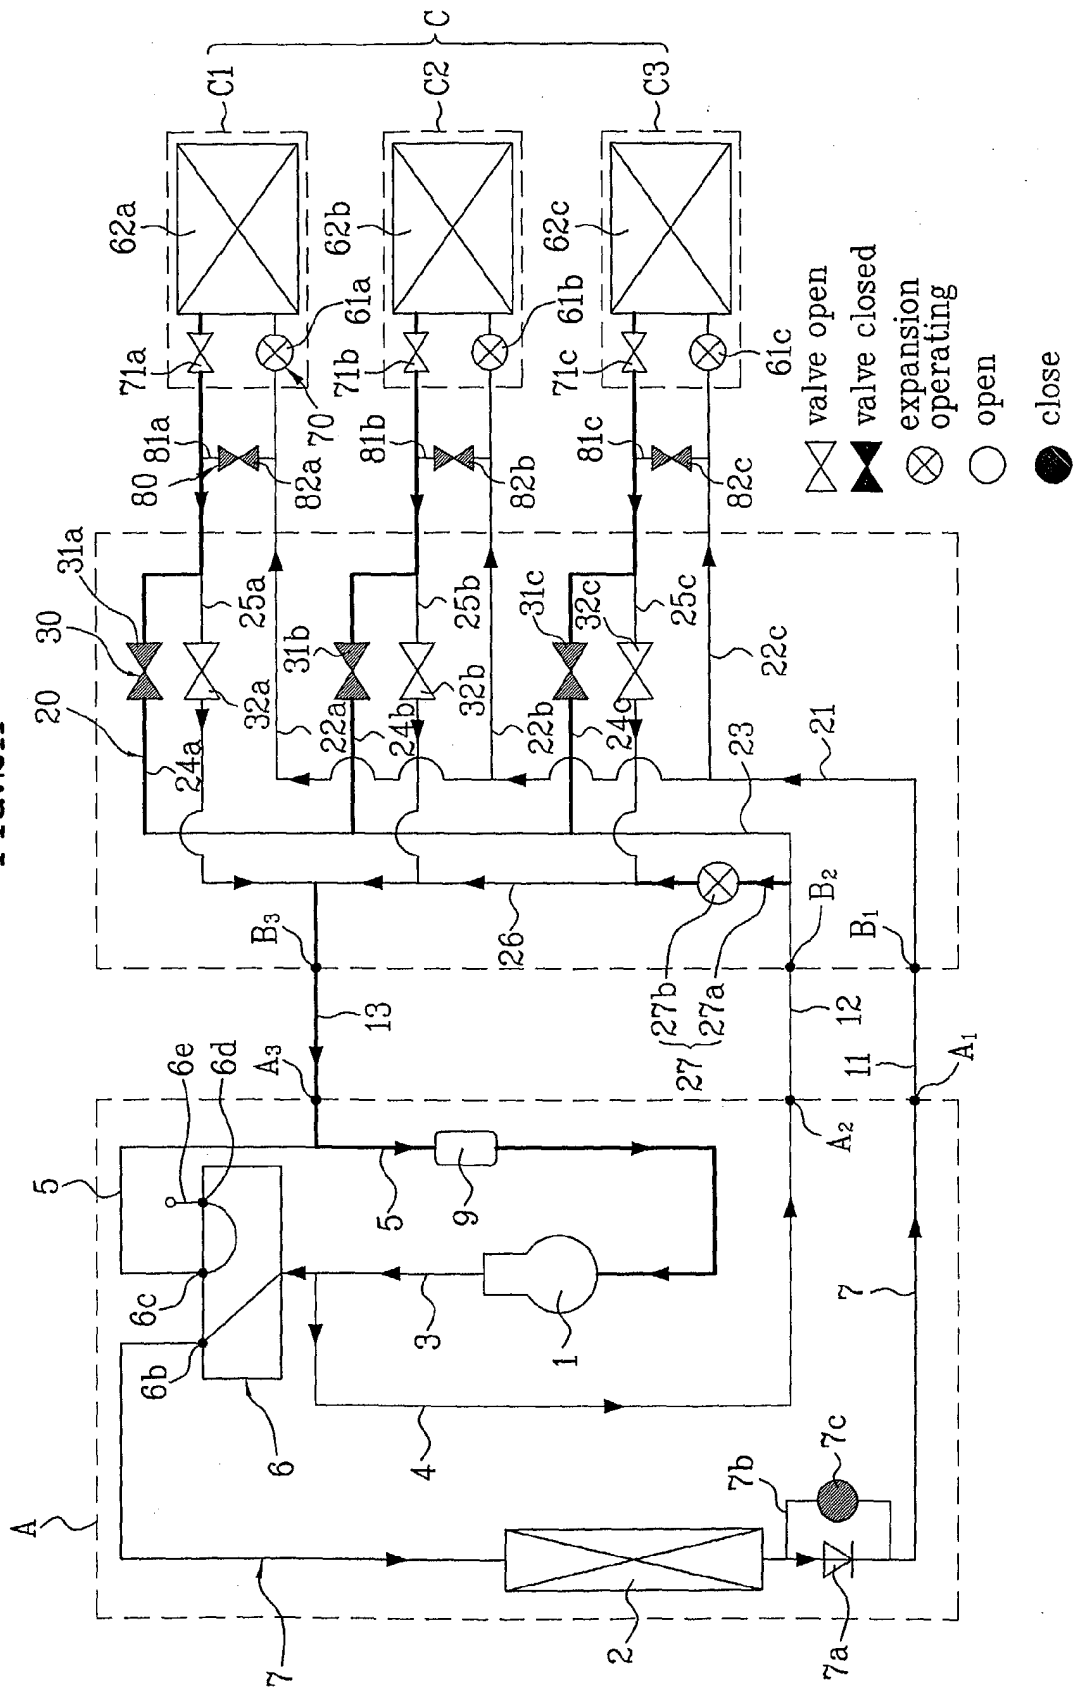 A
7
5
6e
6d
6c
6b
6
5
9
3
1
4
2
7b
7c
7a
7
A3
A2
A1
13
12
11
B3
B2
B1
27b
27a
27
26
20
30
31a
24a
32a
25a
22a
31b
24b
32b
25b
22b
31c
24c
32c
25c
22c
23
21
80
81a
82a
70
71a
61a
62a
C1
81b
82b
71b
61b
62b
C2
81c
82c
71c
61c
62c
C3
C
valve open
valve closed
expansion
operating
open
close